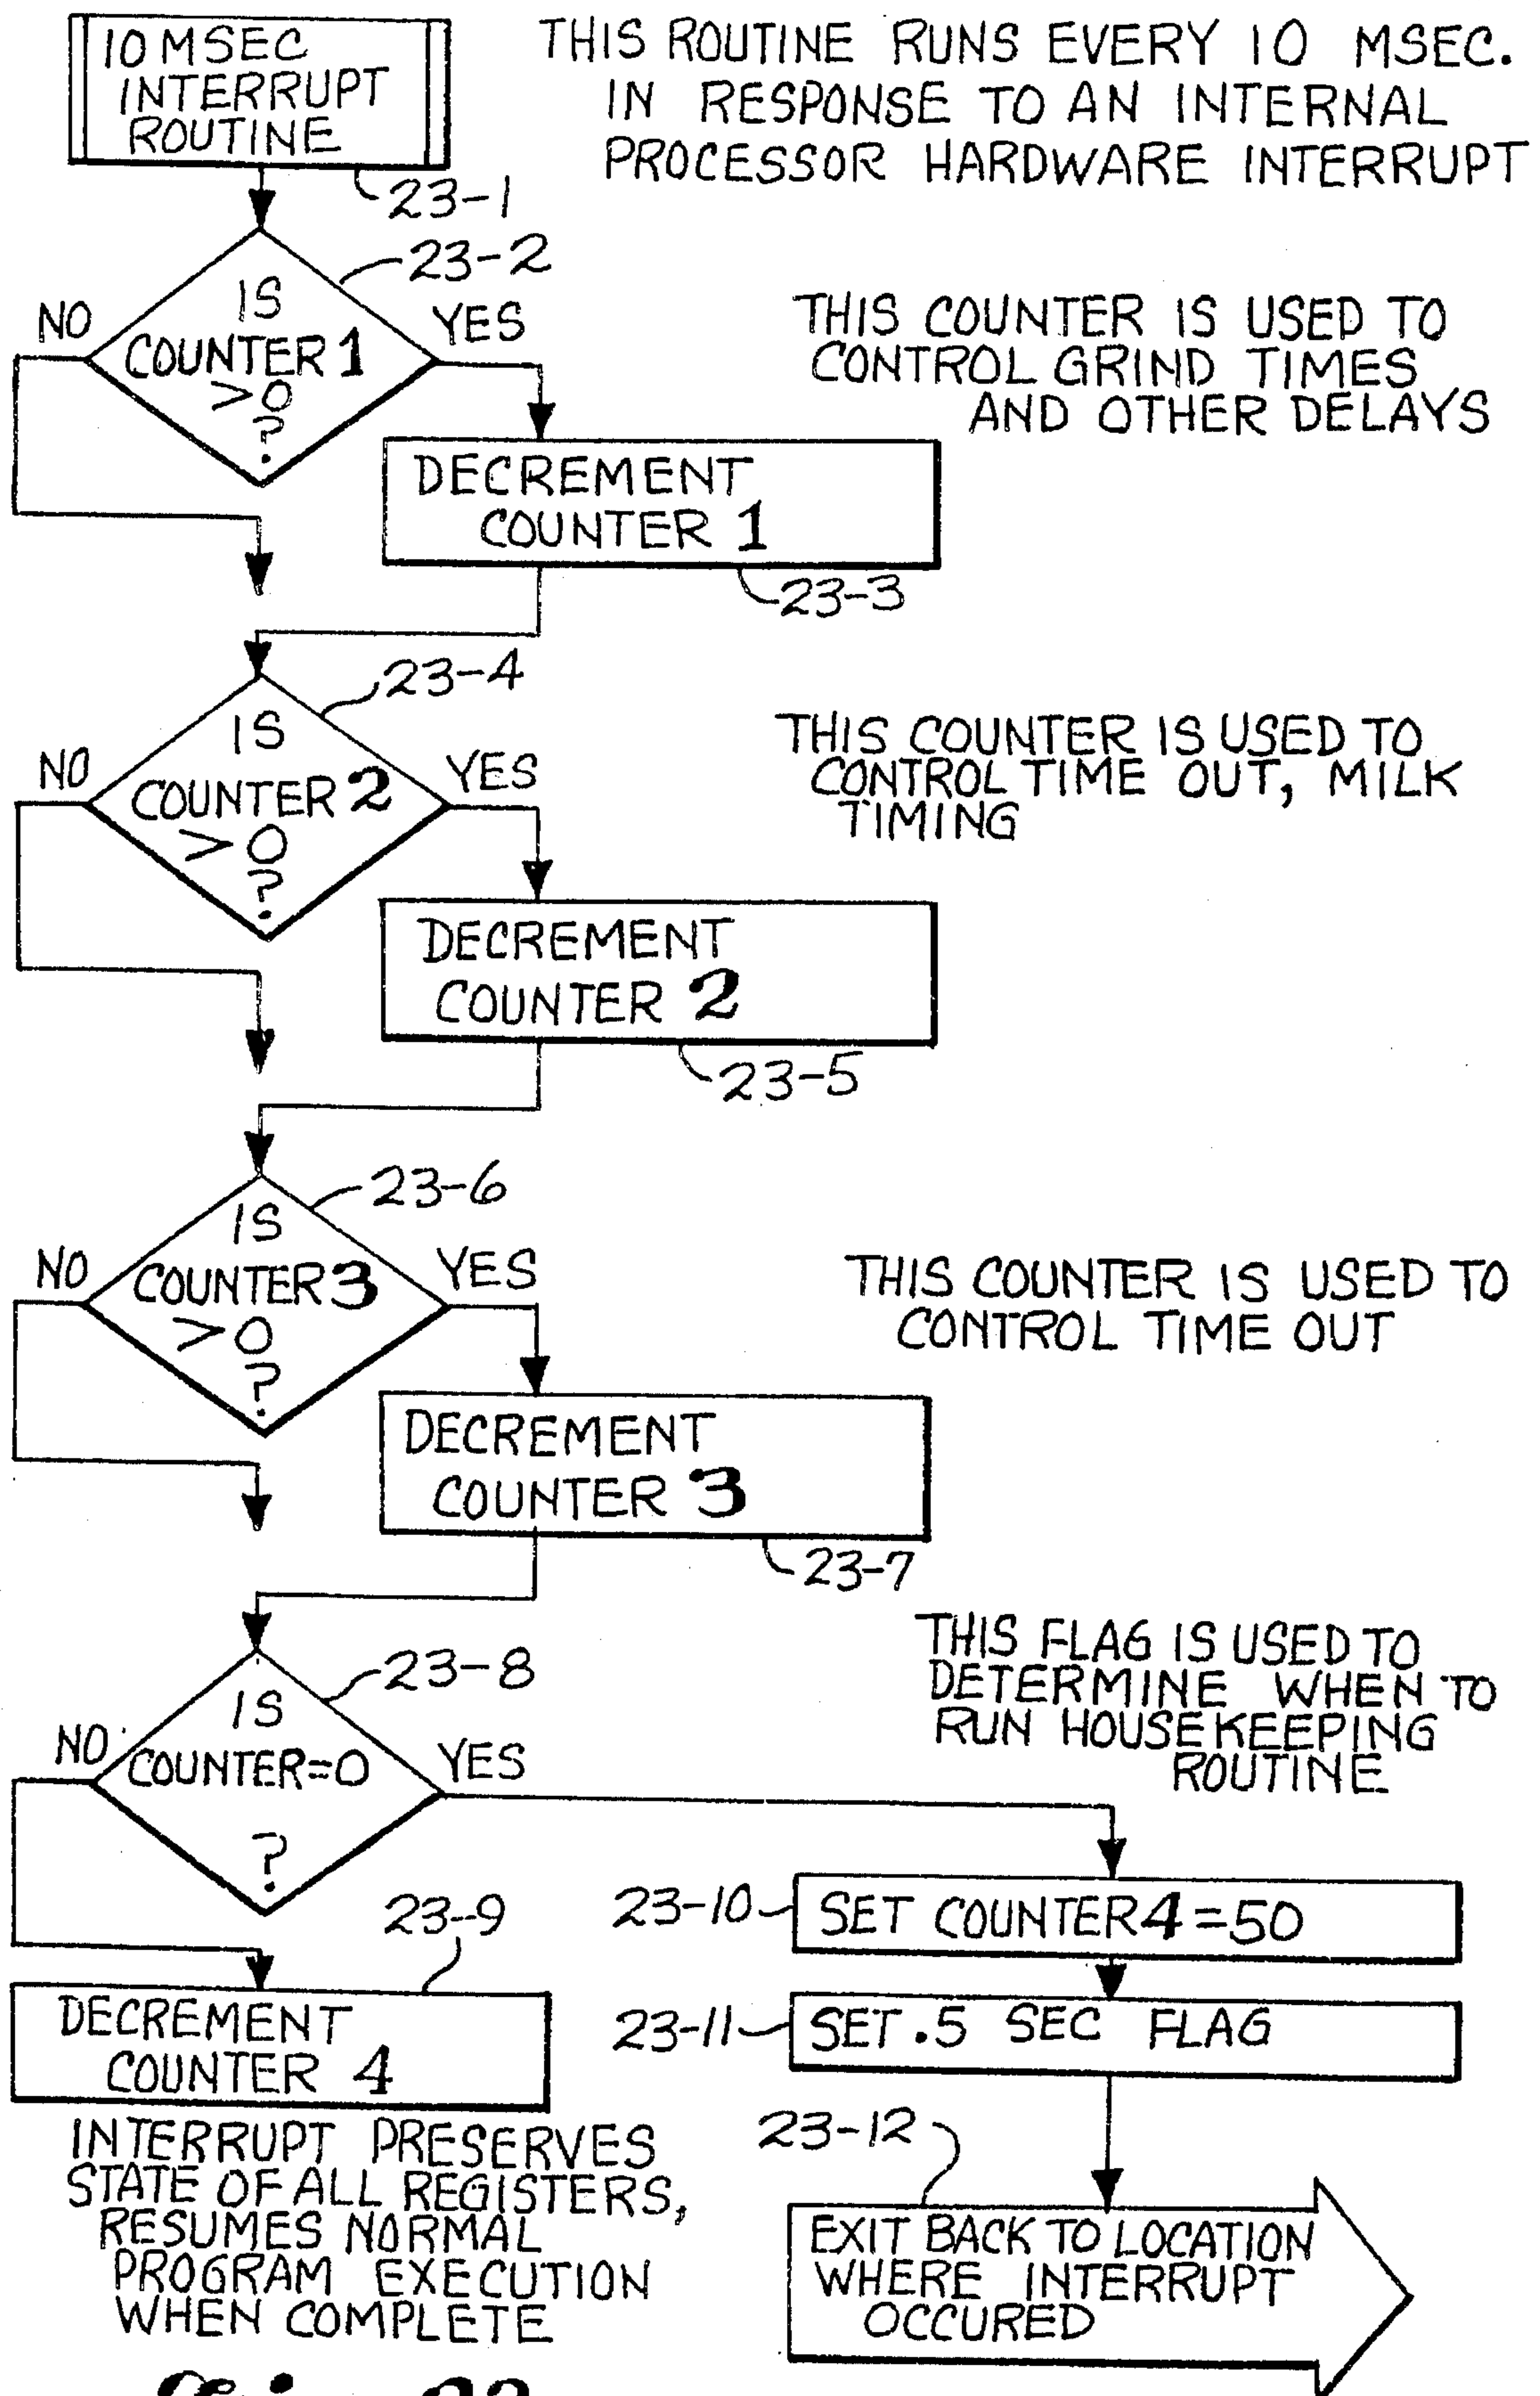 10 MSEC
INTERRUPT
ROUTINE
THIS ROUTINE RUNS EVERY 10 MSEC.
IN RESPONSE TO AN INTERNAL
PROCESSOR HARDWARE INTERRUPT
23-1
23-2
NO
IS
COUNTER 1
>0
?
YES
THIS COUNTER IS USED TO
CONTROL GRIND TIMES
AND OTHER DELAYS
DECREMENT
COUNTER 1
23-3
23-4
NO
IS
COUNTER 2
>0
?
YES
THIS COUNTER IS USED TO
CONTROL TIME OUT, MILK
TIMING
DECREMENT
COUNTER 2
23-5
23-6
NO
IS
COUNTER 3
>0
?
YES
THIS COUNTER IS USED TO
CONTROL TIME OUT
DECREMENT
COUNTER 3
23-7
23-8
NO
IS
COUNTER=0
?
YES
THIS FLAG IS USED TO
DETERMINE WHEN TO
RUN HOUSEKEEPING
ROUTINE
23-9
DECREMENT
COUNTER 4
23-10
SET COUNTER 4=50
23-11
SET .5 SEC FLAG
INTERRUPT PRESERVES
STATE OF ALL REGISTERS,
RESUMES NORMAL
PROGRAM EXECUTION
WHEN COMPLETE
23-12
EXIT BACK TO LOCATION
WHERE INTERRUPT
OCCURED